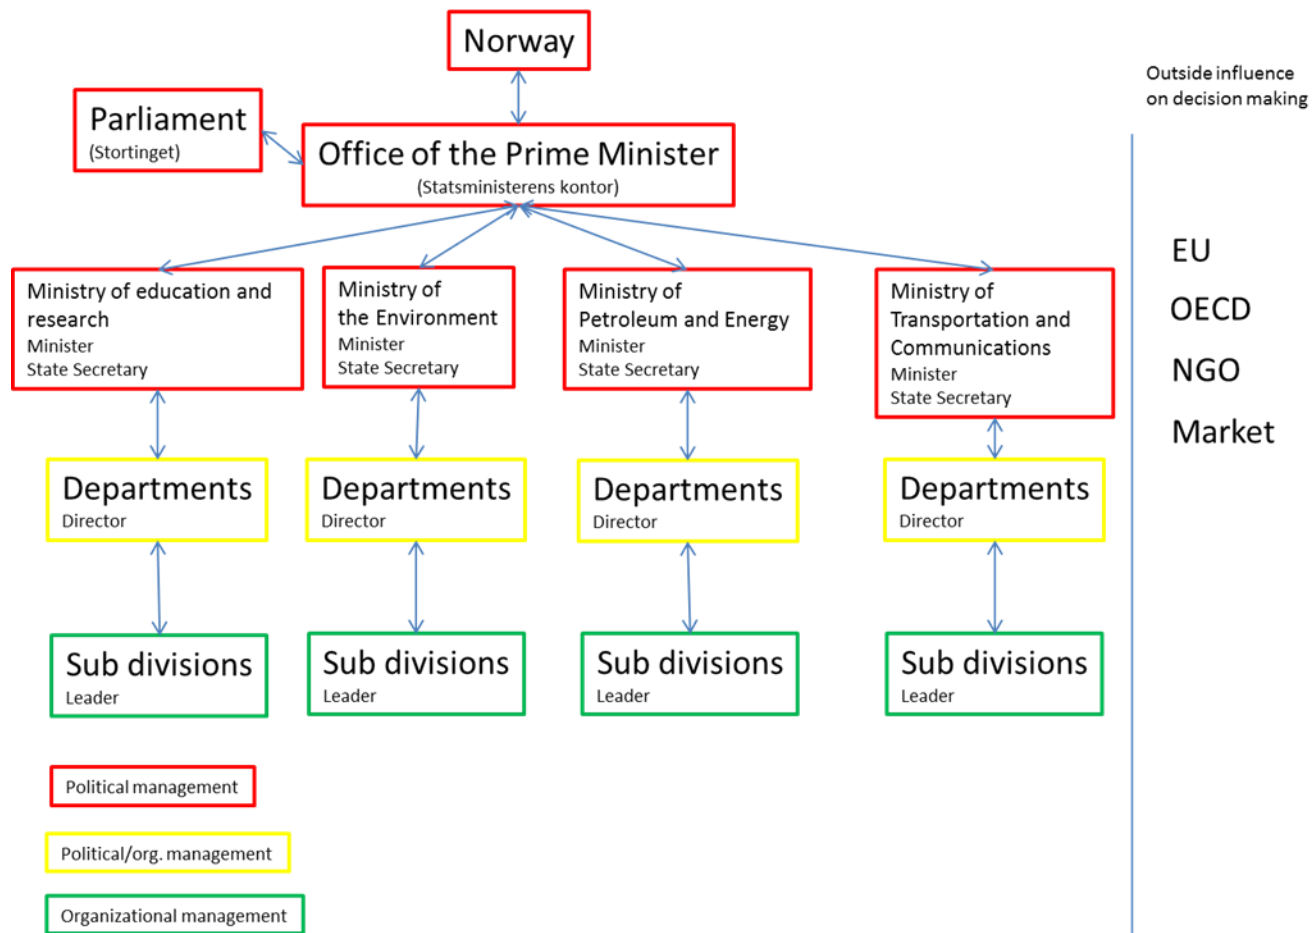 Norway
Outside influence
on decision making
Parliament
(Stortinget)
Office of the Prime Minister
(Statsministerens kontor)
Ministry of education and
research
Minister
State Secretary
Ministry of
the Environment
Minister
State Secretary
Ministry of
Petroleum and Energy
Minister
State Secretary
Ministry of
Transportation and
Communications
Minister
State Secretary
EU
OECD
NGO
Market
Departments
Director
Departments
Director
Departments
Director
Departments
Director
Sub divisions
Leader
Sub divisions
Leader
Sub divisions
Leader
Sub divisions
Leader
Political management
Political/org. management
Organizational management